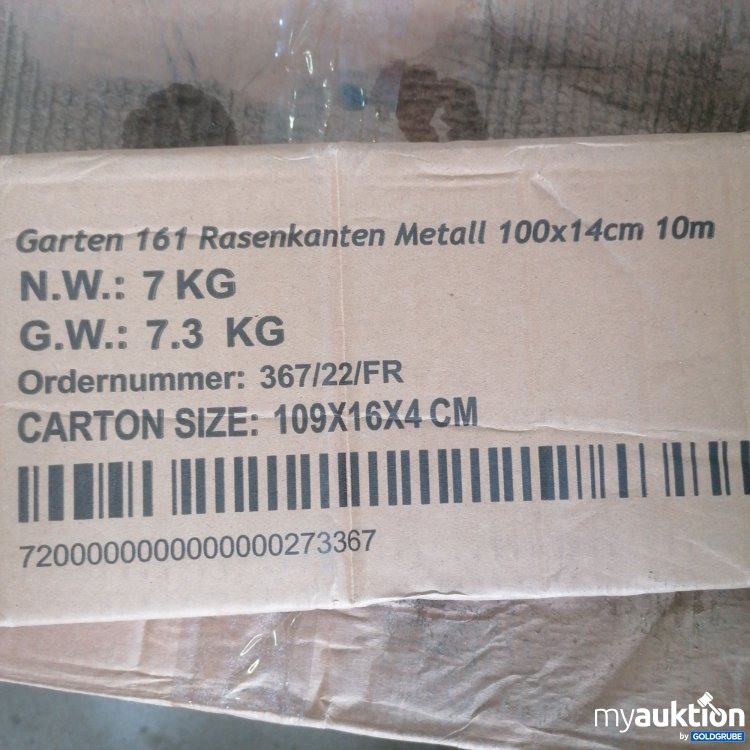 Garten 161 Rasenkanten Metall 100x14cm 10m
N.W.: 7 KG
G.W.: 7.3 KG
Ordernummer: 367/22/FR
CARTON SIZE: 109X16X4 CM
7200000000000000273367
myauktion
by GOLDGRUBE